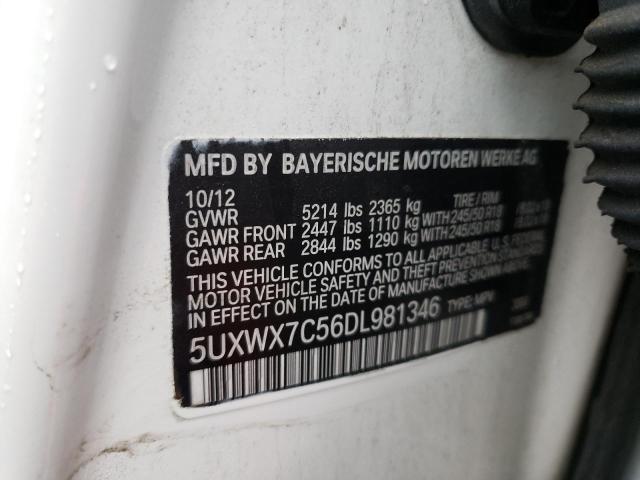 MFD BY BAYERISCHE MOTOREN WERKE AG
10/12 TIRE / RIM
GVWR 5214 lbs 2365 kg
GAWR FRONT 2447 lbs 1110 kg WITH 245/50 R18
GAWR REAR 2844 lbs 1290 kg WITH 245/50 R18
THIS VEHICLE CONFORMS TO ALL APPLICABLE U.S. FEDERAL
MOTOR VEHICLE SAFETY AND THEFT PREVENTION STANDARDS
IN EFFECT ON THE DATE OF MANUFACTURE SHOWN ABOVE.
5UXWX7C56DL981346 TYPE: MPV